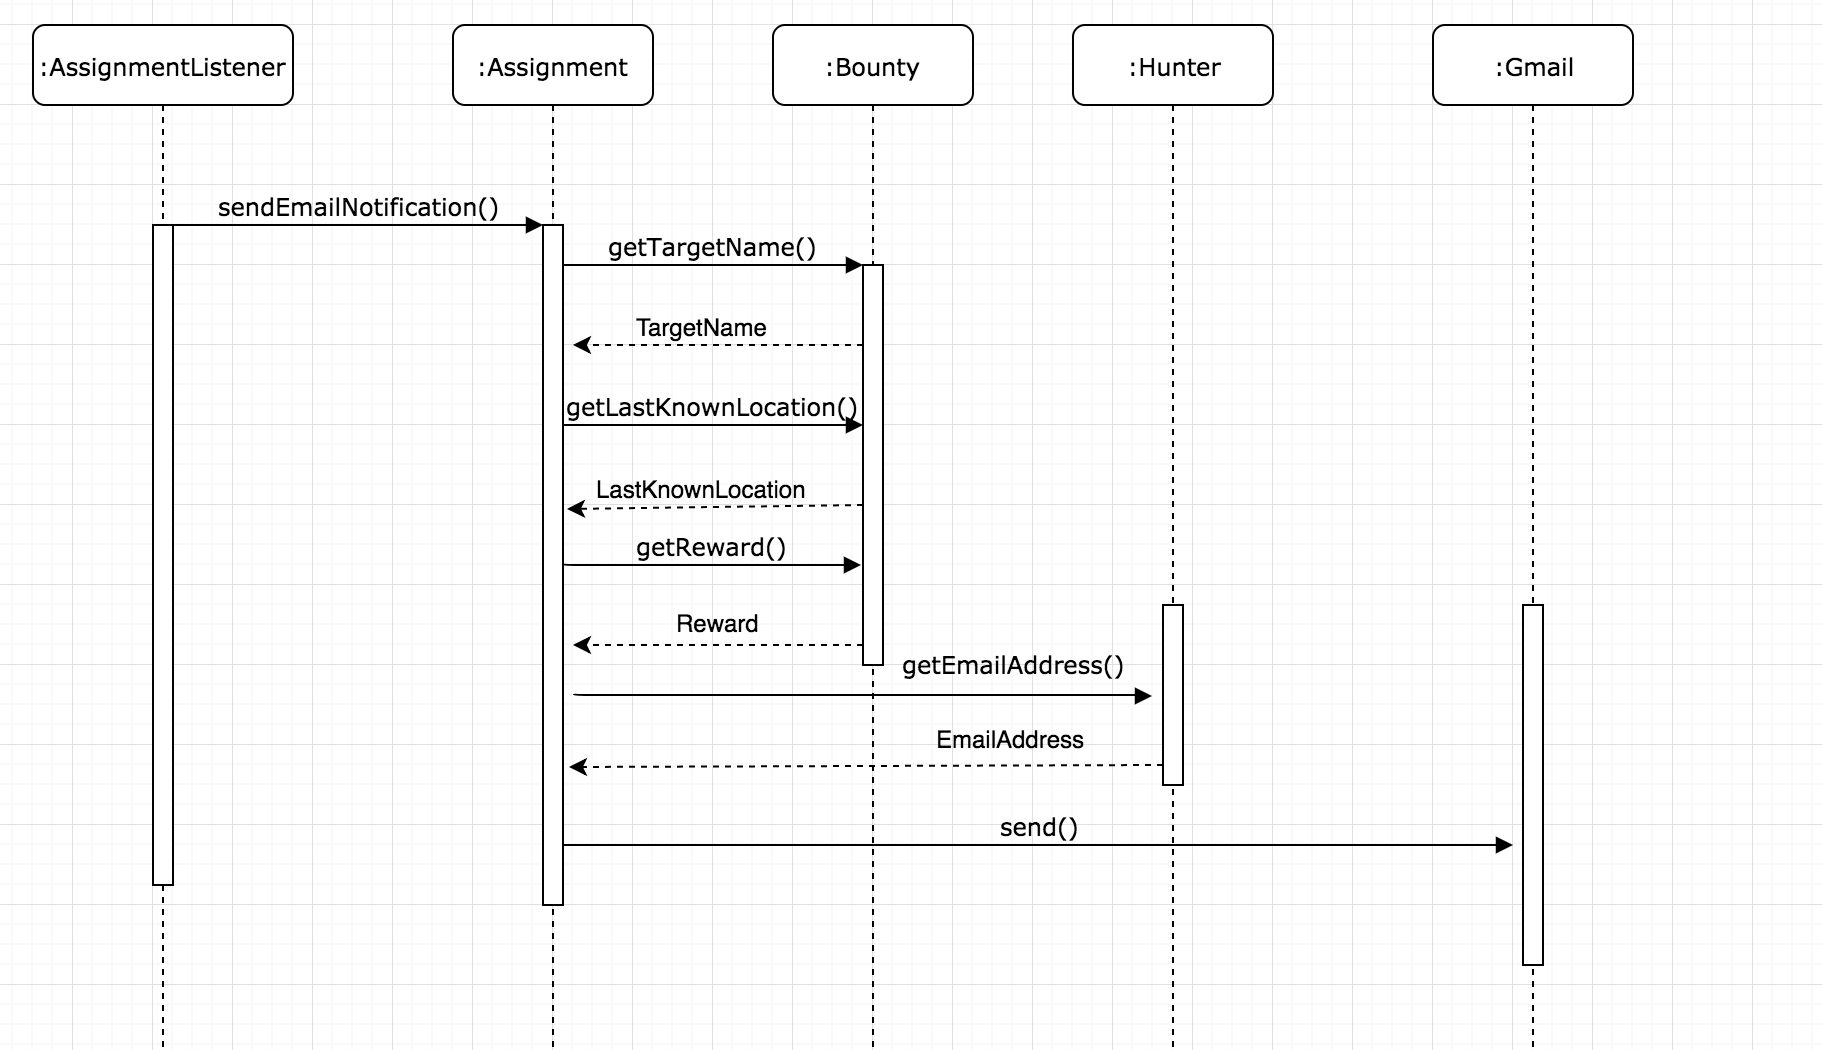 :AssignmentListener
:Assignment
:Bounty
:Hunter
:Gmail
sendEmailNotification()
getTargetName()
TargetName
getLastKnownLocation()
LastKnownLocation
getReward()
Reward
getEmailAddress()
EmailAddress
send()